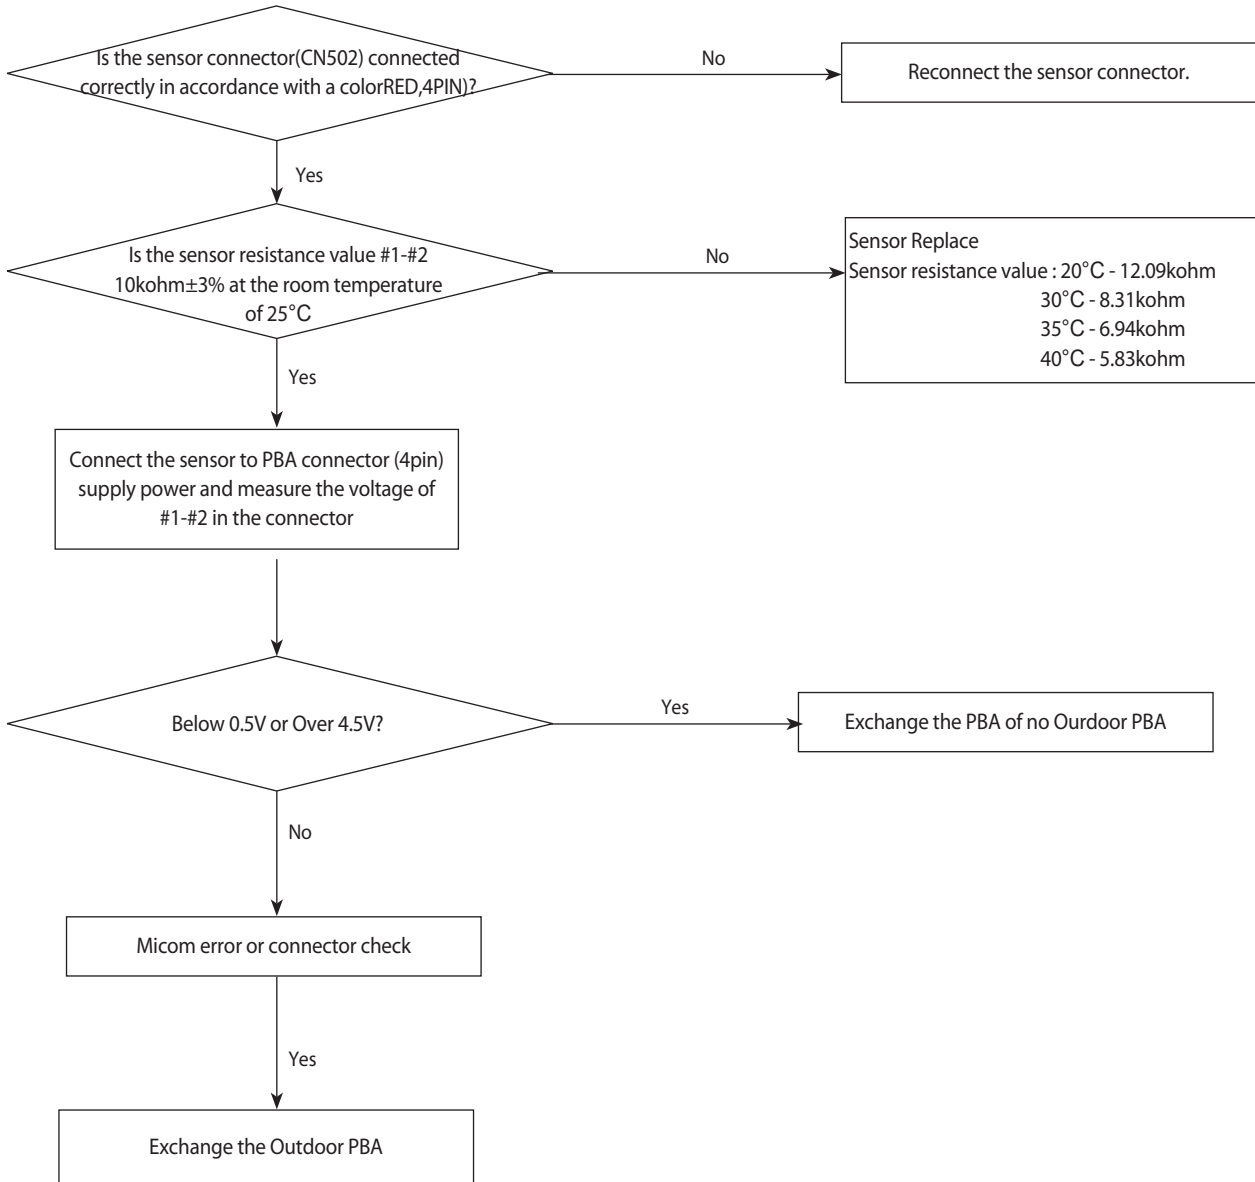 Is the sensor connector(CN502) connected
correctly in accordance with a colorRED,4PIN)?
No
Reconnect the sensor connector.
Yes
Is the sensor resistance value #1-#2
10kohm±3% at the room temperature
of 25°C
No
Sensor Replace
Sensor resistance value : 20°C - 12.09kohm
30°C - 8.31kohm
35°C - 6.94kohm
40°C - 5.83kohm
Yes
Connect the sensor to PBA connector (4pin)
supply power and measure the voltage of
#1-#2 in the connector
Below 0.5V or Over 4.5V?
Yes
Exchange the PBA of no Ourdoor PBA
No
Micom error or connector check
Yes
Exchange the Outdoor PBA